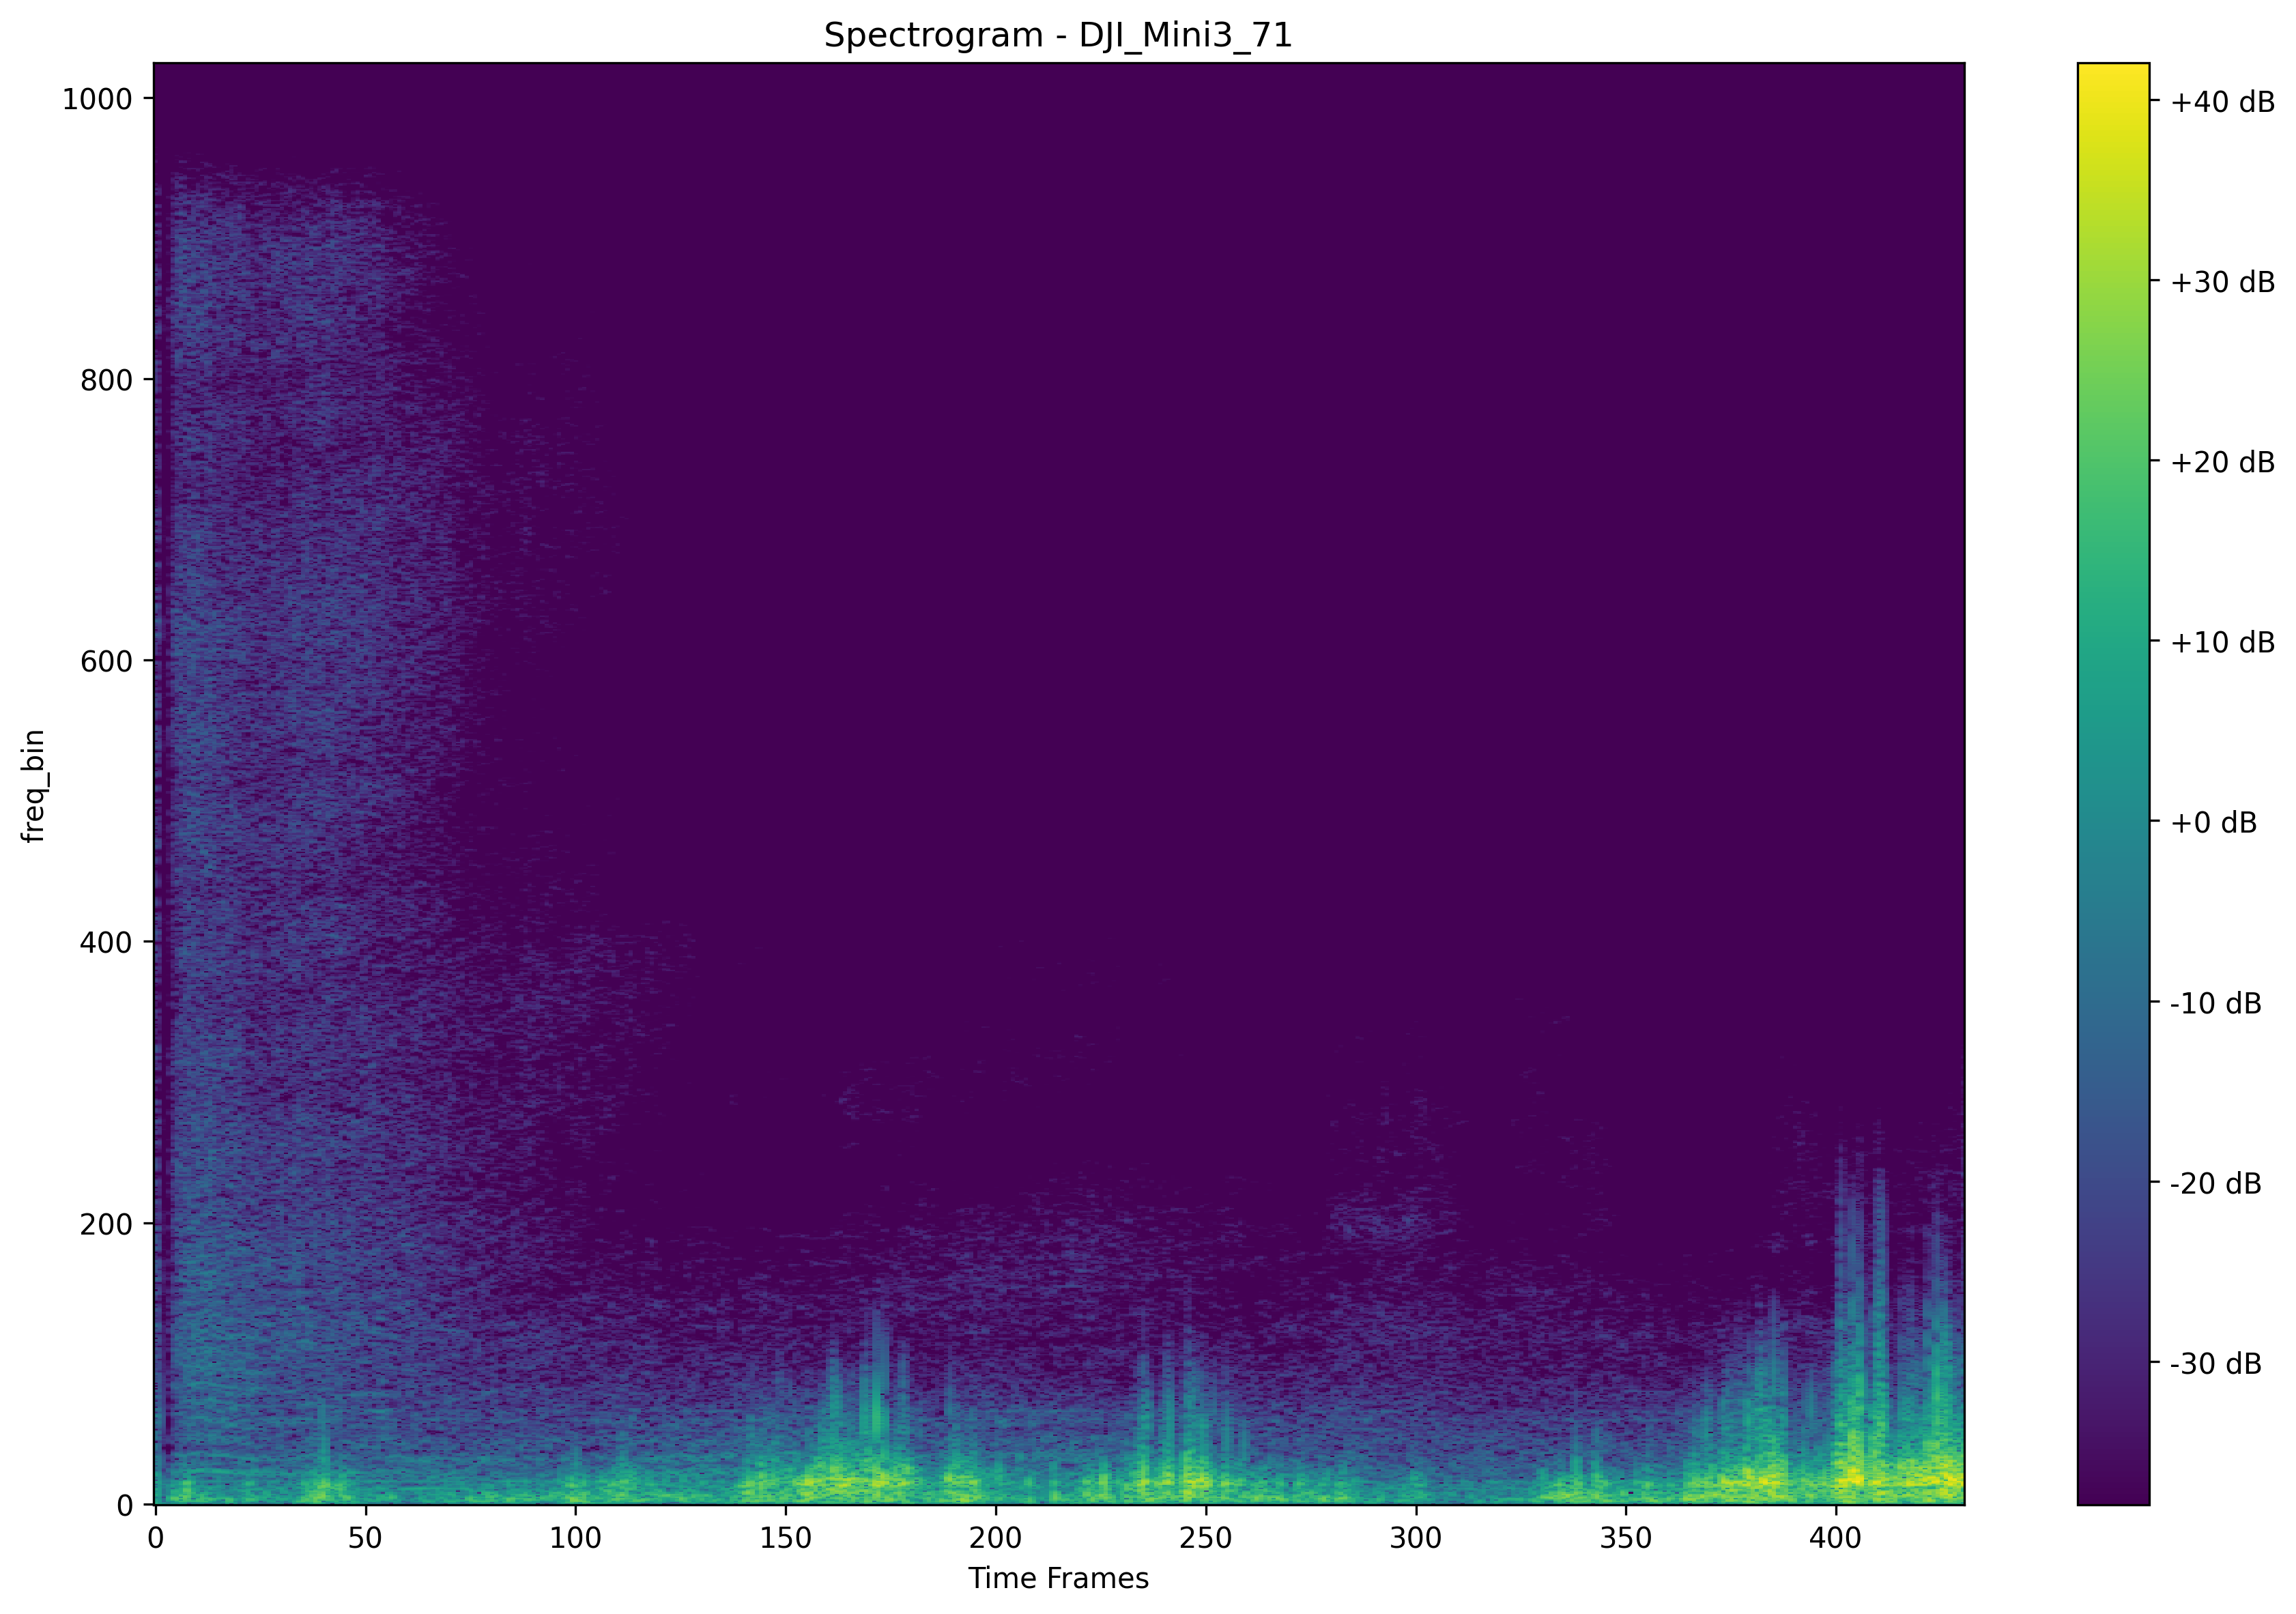 Spectrogram - DJI_Mini3_71
1000
800
600
400
200
0
freq_bin
0 50 100 150 200 250 300 350 400
Time Frames
+40 dB
+30 dB
+20 dB
+10 dB
+0 dB
-10 dB
-20 dB
-30 dB